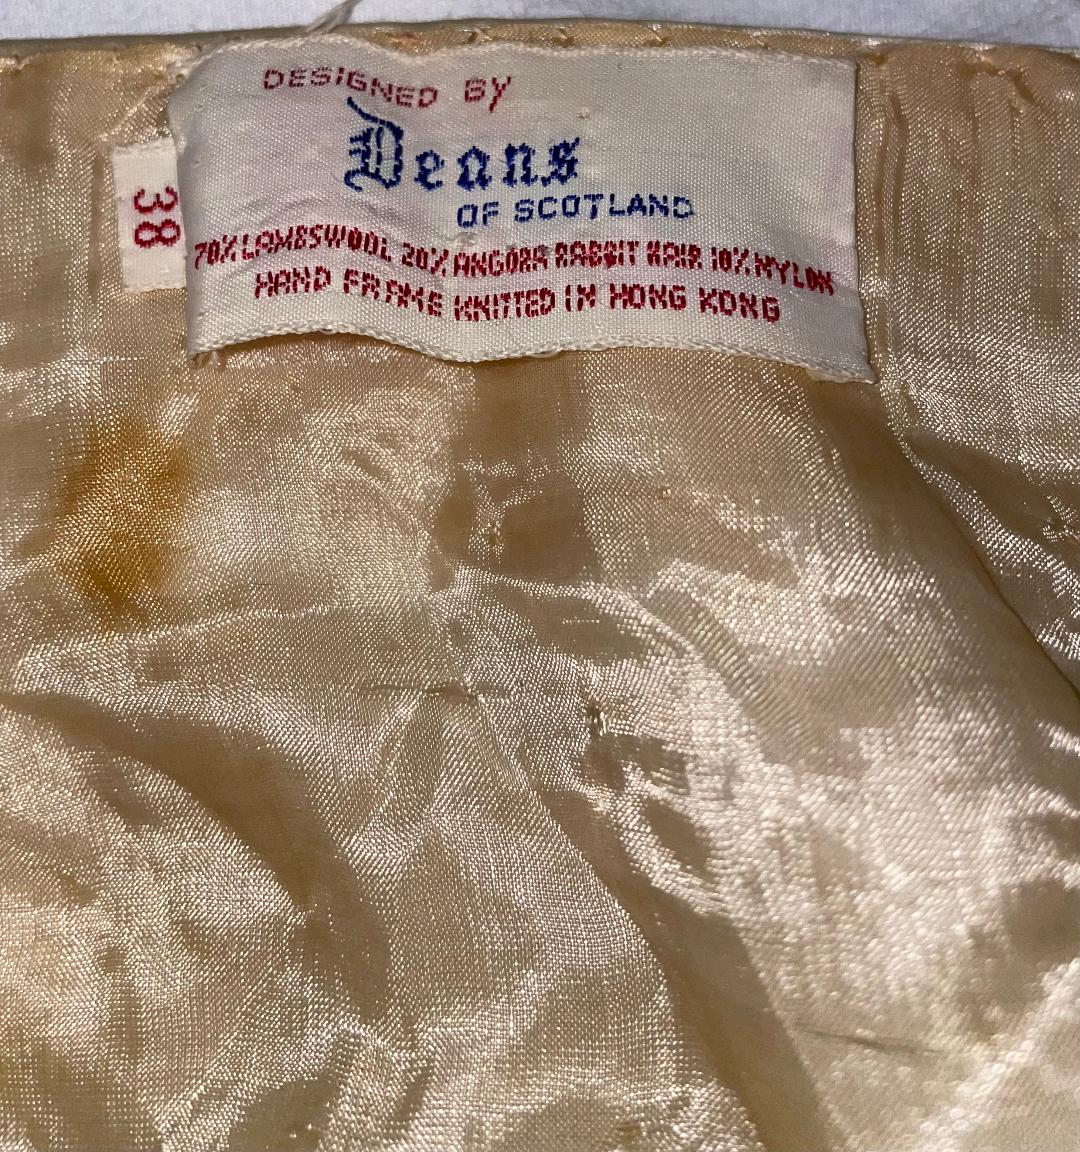 DESIGNED BY
Deans
OF SCOTLAND
70% LAMBSWOOL 20% ANGORA RABBIT HAIR 10% NYLON
HAND FRAME KNITTED IN HONG KONG
38